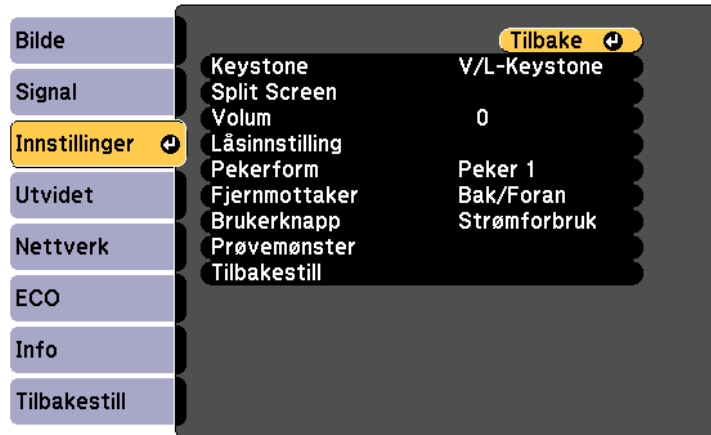 Bilde
Signal
Innstillinger
Utvidet
Nettverk
ECO
Info
Tilbakestill
Tilbake
Keystone V/L-Keystone
Split Screen
Volum 0
Låsinnstilling
Pekerform Peker 1
Fjernmottaker Bak/Foran
Brukerknapp Strømforbruk
Prøvemønster
Tilbakestill